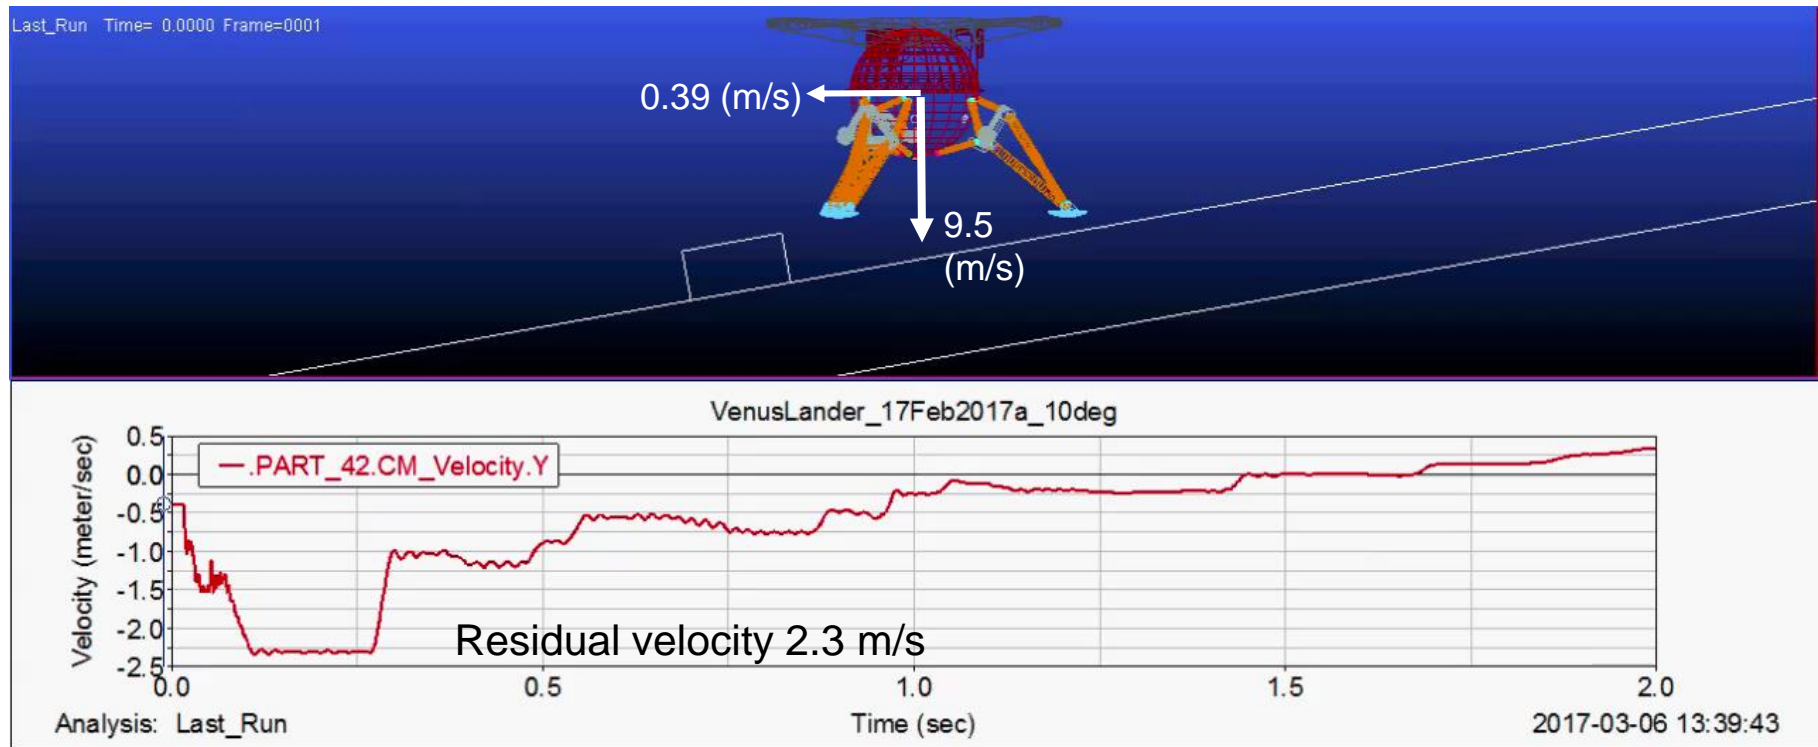 Last_Run Time= 0.0000 Frame=0001
0.39 (m/s)
9.5
(m/s)
VenusLander_17Feb2017a_10deg
Velocity (meter/sec)
0.5
0.0
-0.5
-1.0
-1.5
-2.0
-2.5
.PART_42.CM_Velocity.Y
Residual velocity 2.3 m/s
0.0 0.5 1.0 1.5 2.0
Analysis: Last_Run Time (sec) 2017-03-06 13:39:43